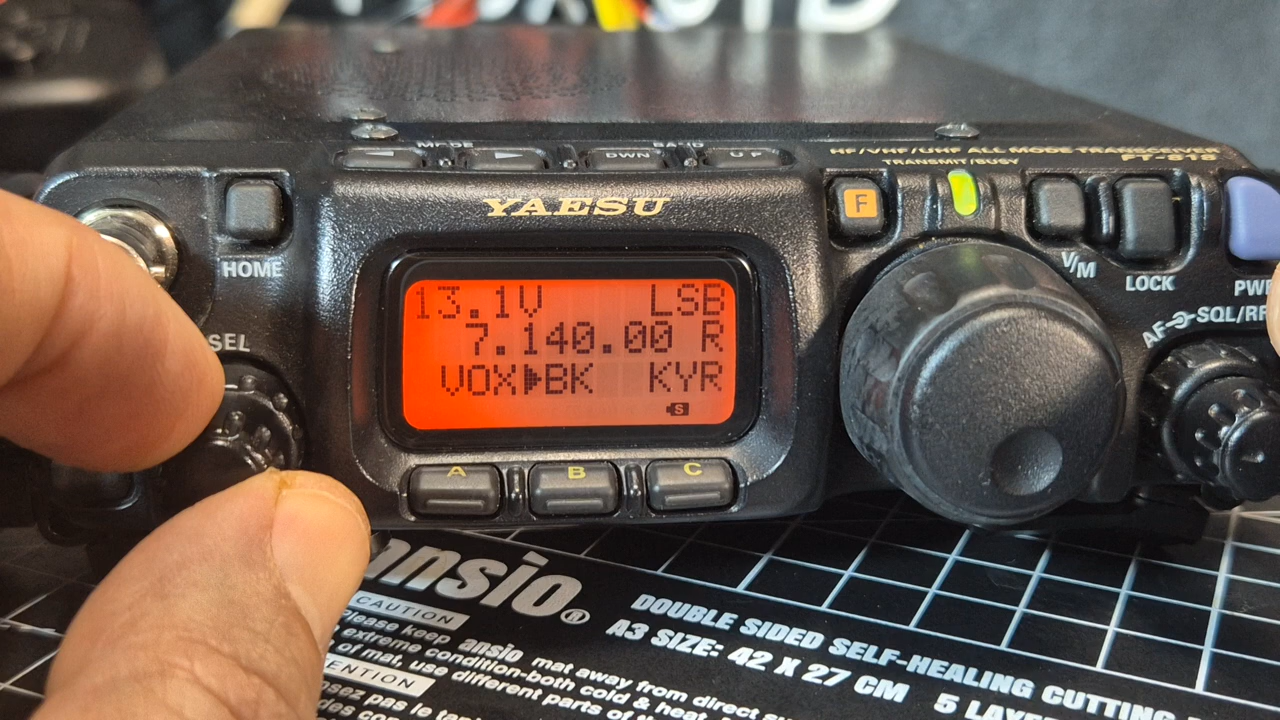 MODE
BAND
◄
►
DWN
UP ►
HF/VHF/UHF ALL MODE TRANSCEIVER
FT-818
TRANSMIT/BUSY
YAESU
F
HOME
V/M
LOCK
PWR
SEL
AF
SQL/RF
13.1V LSB
7.140.00 R
VOX▶BK KYR
S
A B C
ansio®
CAUTION
Please keep ansio mat away from direct
extreme condition-both cold & heat.
of mat, use different parts of the
DOUBLE SIDED SELF-HEALING CUTTING
A3 SIZE: 42 X 27 CM 5